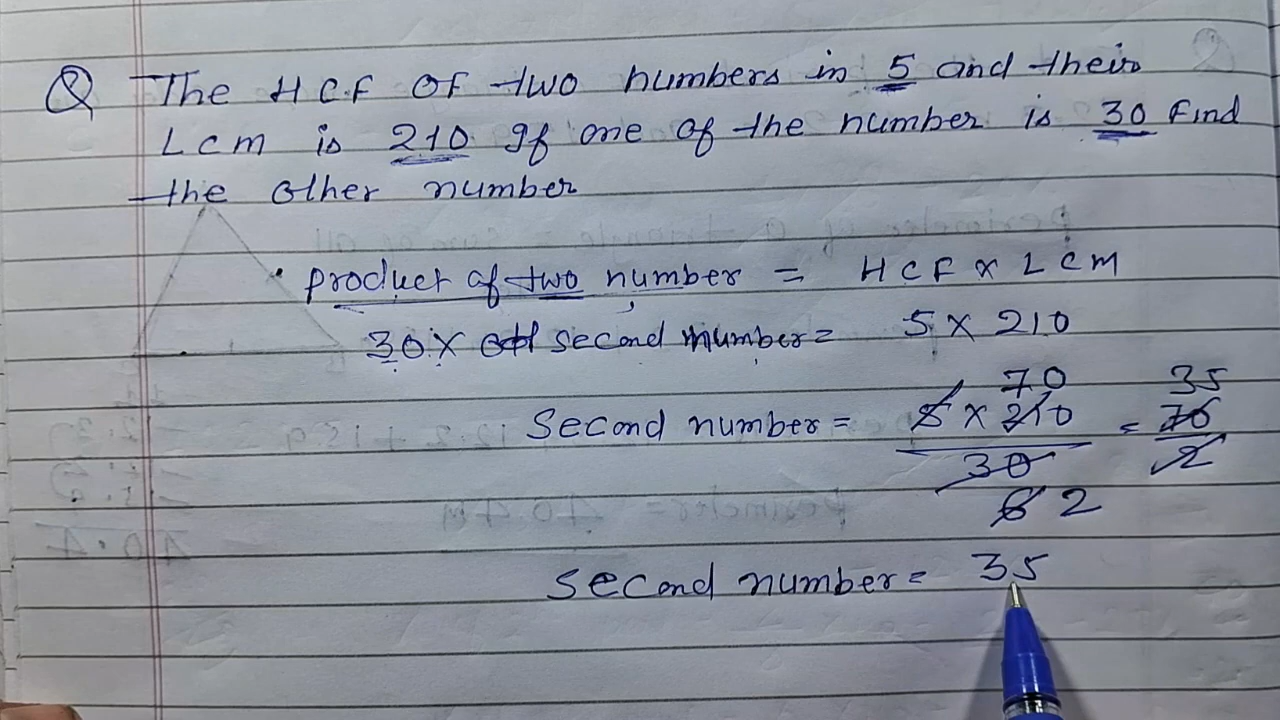 Q The HCF OF two numbers in 5 and their
Lcm is 210 If one of the number is 30 Find
the other number
product of two number = HCF x Lcm
30 x second number = 5 x 210
70 35
Second number = 5 x 210 = 70
30 2
6 2
second number = 35